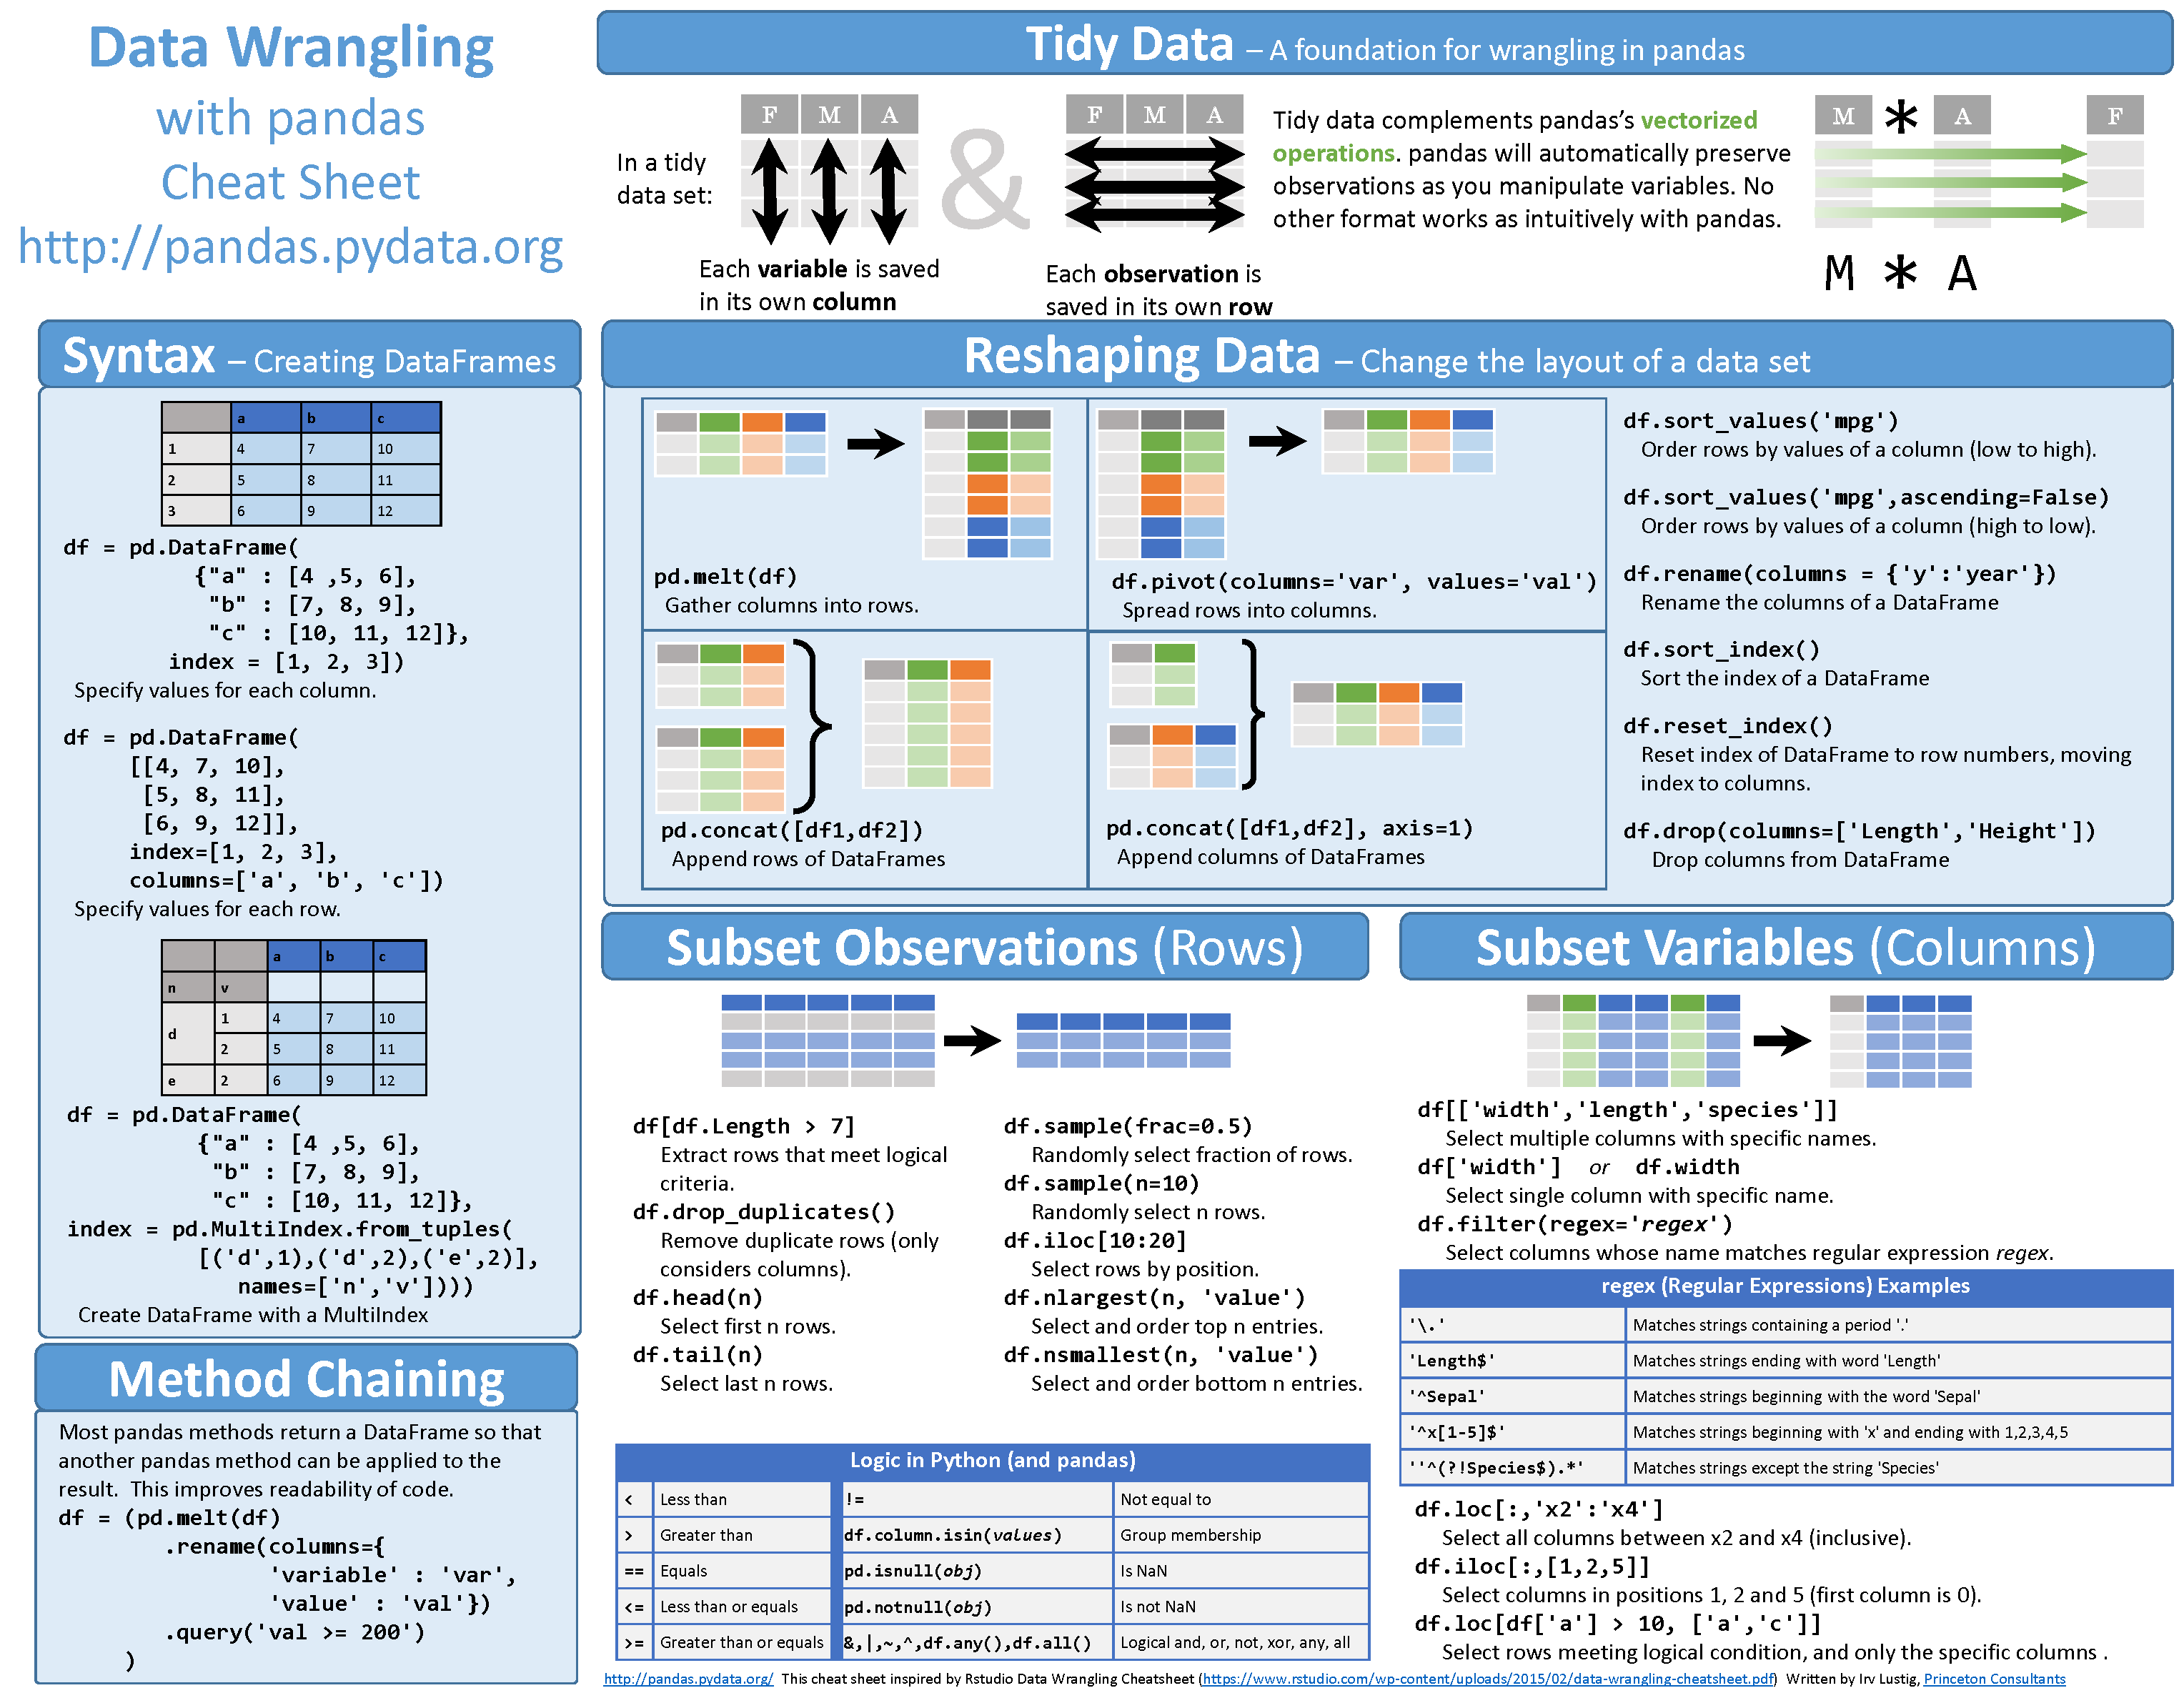 Data Wrangling
with pandas
Cheat Sheet
http://pandas.pydata.org
Tidy Data – A foundation for wrangling in pandas
In a tidy
data set:
F M A
Each variable is saved
in its own column
&
F M A
Each observation is
saved in its own row
Tidy data complements pandas’s vectorized
operations. pandas will automatically preserve
observations as you manipulate variables. No
other format works as intuitively with pandas.
M * A F
M * A
Syntax – Creating DataFrames
a b c
1 4 7 10
2 5 8 11
3 6 9 12
df = pd.DataFrame(
{"a" : [4 ,5, 6],
"b" : [7, 8, 9],
"c" : [10, 11, 12]},
index = [1, 2, 3])
Specify values for each column.
df = pd.DataFrame(
[[4, 7, 10],
[5, 8, 11],
[6, 9, 12]],
index=[1, 2, 3],
columns=['a', 'b', 'c'])
Specify values for each row.
a b c
n v
d 1 4 7 10
2 5 8 11
e 2 6 9 12
df = pd.DataFrame(
{"a" : [4 ,5, 6],
"b" : [7, 8, 9],
"c" : [10, 11, 12]},
index = pd.MultiIndex.from_tuples(
[('d',1),('d',2),('e',2)],
names=['n','v'])))
Create DataFrame with a MultiIndex
Method Chaining
Most pandas methods return a DataFrame so that
another pandas method can be applied to the
result.  This improves readability of code.
df = (pd.melt(df)
.rename(columns={
'variable' : 'var',
'value' : 'val'})
.query('val >= 200')
)
Reshaping Data – Change the layout of a data set
pd.melt(df)
Gather columns into rows.
df.pivot(columns='var', values='val')
Spread rows into columns.
pd.concat([df1,df2])
Append rows of DataFrames
pd.concat([df1,df2], axis=1)
Append columns of DataFrames
df.sort_values('mpg')
Order rows by values of a column (low to high).
df.sort_values('mpg',ascending=False)
Order rows by values of a column (high to low).
df.rename(columns = {'y':'year'})
Rename the columns of a DataFrame
df.sort_index()
Sort the index of a DataFrame
df.reset_index()
Reset index of DataFrame to row numbers, moving
index to columns.
df.drop(columns=['Length','Height'])
Drop columns from DataFrame
Subset Observations (Rows)
df[df.Length > 7]
Extract rows that meet logical
criteria.
df.drop_duplicates()
Remove duplicate rows (only
considers columns).
df.head(n)
Select first n rows.
df.tail(n)
Select last n rows.
df.sample(frac=0.5)
Randomly select fraction of rows.
df.sample(n=10)
Randomly select n rows.
df.iloc[10:20]
Select rows by position.
df.nlargest(n, 'value')
Select and order top n entries.
df.nsmallest(n, 'value')
Select and order bottom n entries.
Logic in Python (and pandas)
< Less than != Not equal to
> Greater than df.column.isin(values) Group membership
== Equals pd.isnull(obj) Is NaN
<= Less than or equals pd.notnull(obj) Is not NaN
>= Greater than or equals &,|,~,^,df.any(),df.all() Logical and, or, not, xor, any, all
Subset Variables (Columns)
df[['width','length','species']]
Select multiple columns with specific names.
df['width'] or df.width
Select single column with specific name.
df.filter(regex='regex')
Select columns whose name matches regular expression regex.
regex (Regular Expressions) Examples
'\.' Matches strings containing a period '.'
'Length$' Matches strings ending with word 'Length'
'^Sepal' Matches strings beginning with the word 'Sepal'
'^x[1-5]$' Matches strings beginning with 'x' and ending with 1,2,3,4,5
''^(?!Species$).*' Matches strings except the string 'Species'
df.loc[:,'x2':'x4']
Select all columns between x2 and x4 (inclusive).
df.iloc[:,[1,2,5]]
Select columns in positions 1, 2 and 5 (first column is 0).
df.loc[df['a'] > 10, ['a','c']]
Select rows meeting logical condition, and only the specific columns .
http://pandas.pydata.org/ This cheat sheet inspired by Rstudio Data Wrangling Cheatsheet (https://www.rstudio.com/wp-content/uploads/2015/02/data-wrangling-cheatsheet.pdf) Written by Irv Lustig, Princeton Consultants